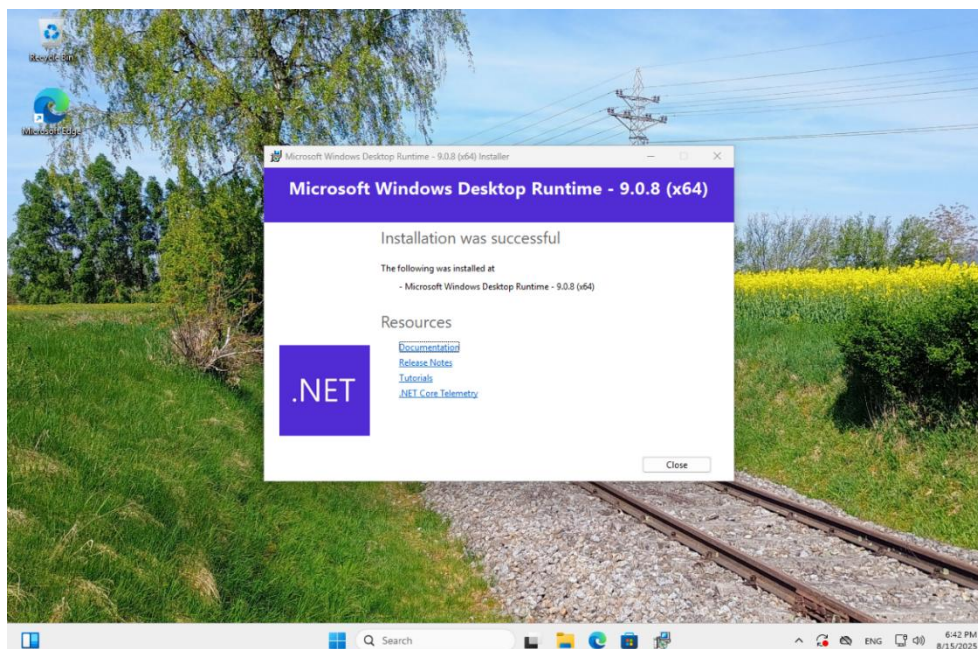 Recycle Bin
Microsoft Edge
Microsoft Windows Desktop Runtime - 9.0.8 (x64) Installer
Microsoft Windows Desktop Runtime - 9.0.8 (x64)
Installation was successful
The following was installed at
- Microsoft Windows Desktop Runtime - 9.0.8 (x64)
Resources
Documentation
Release Notes
Tutorials
.NET Core Telemetry
.NET
Close
Search
ENG
6:42 PM
8/15/2025